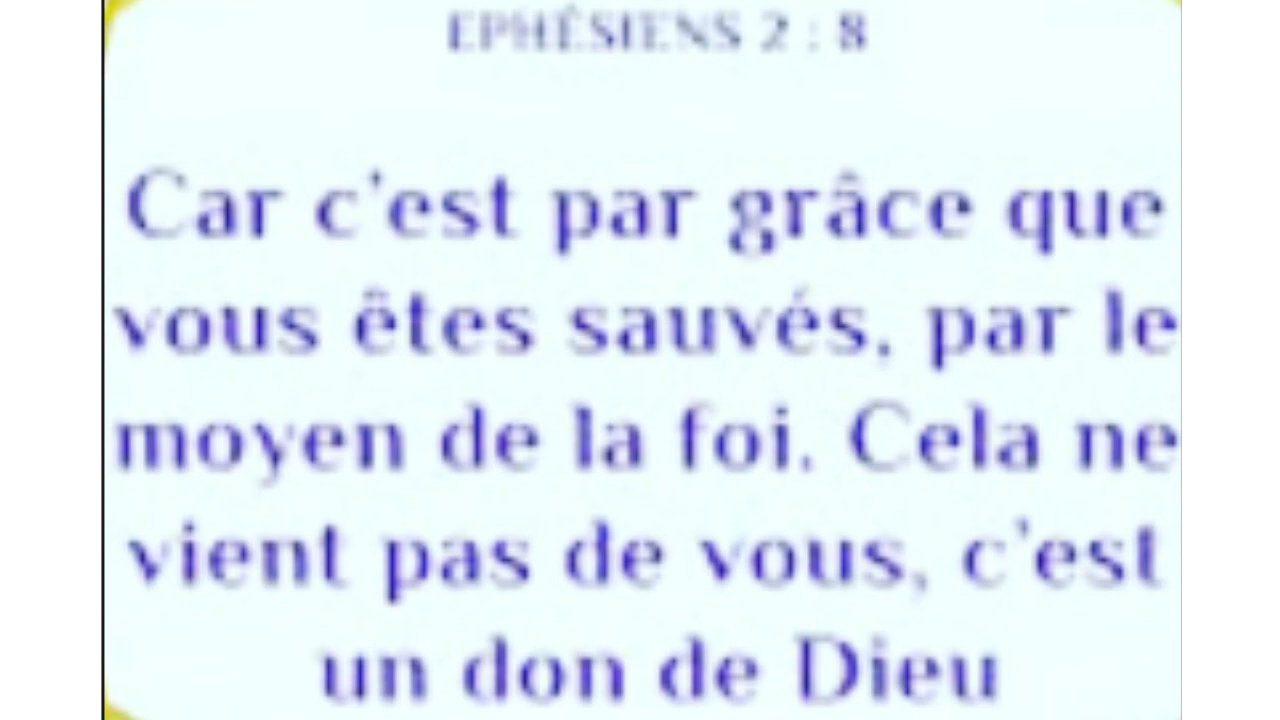 EPHÉSIENS 2 : 8
Car c'est par grâce que
vous êtes sauvés, par le
moyen de la foi. Cela ne
vient pas de vous, c'est
un don de Dieu